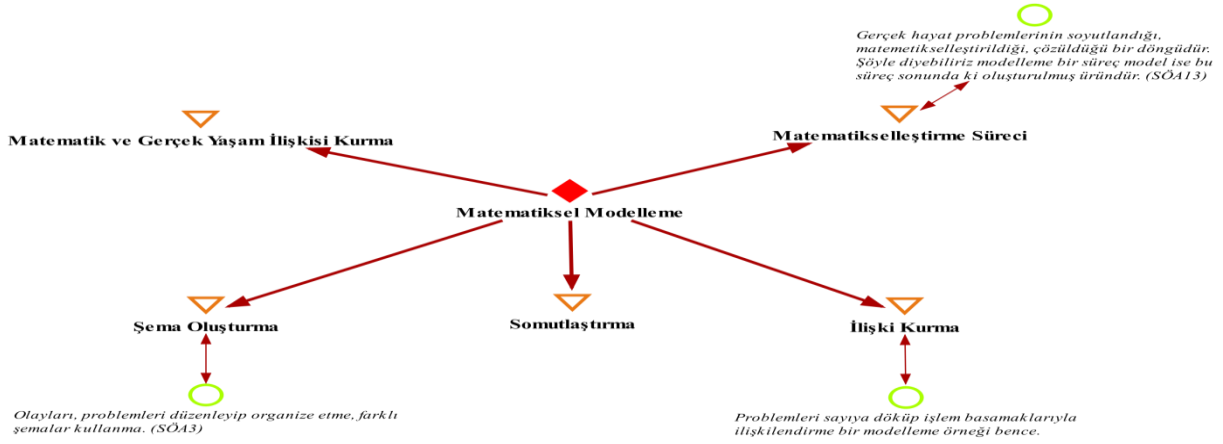 Gerçek hayat problemlerinin soyutlandığı,
matemetikselleştirildiği, çözüldüğü bir döngüdür.
Şöyle diyebiliriz modelleme bir süreç model ise bu
süreç sonunda ki oluşturulmuş üründür. (SÖA13)
Matematik ve Gerçek Yaşam İlişkisi Kurma
Matematikselleştirme Süreci
Matematiksel Modelleme
Şema Oluşturma
Somutlaştırma
İlişki Kurma
Olayları, problemleri düzenleyip organize etme, farklı
şemalar kullanma. (SÖA3)
Problemleri sayıya döküp işlem basamaklarıyla
ilişkilendirme bir modelleme örneği bence.